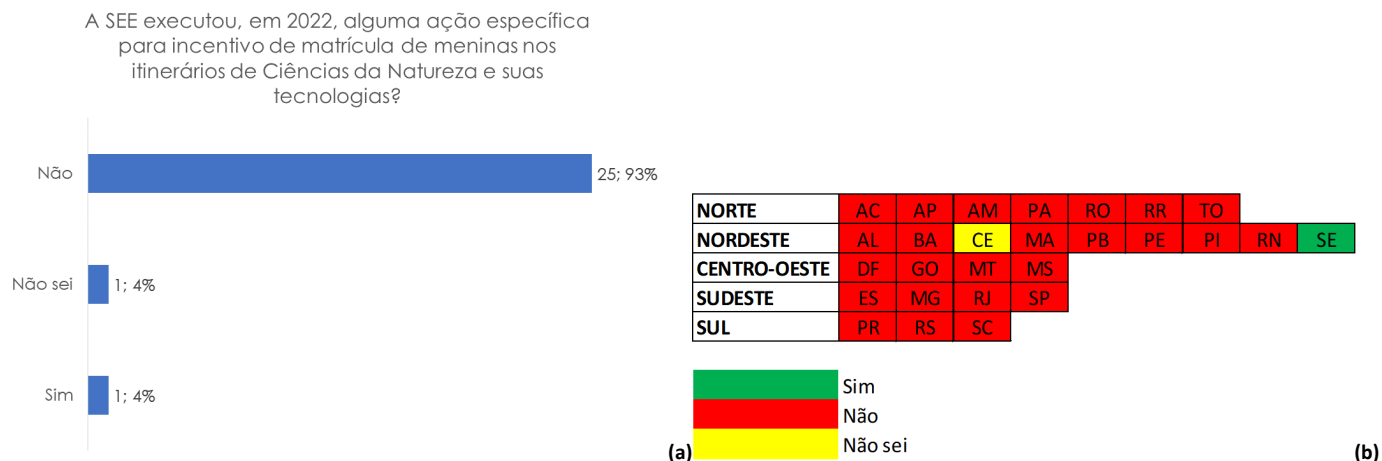 A SEE executou, em 2022, alguma ação específica
para incentivo de matrícula de meninas nos
itinerários de Ciências da Natureza e suas
tecnologias?
Não
25; 93%
Não sei
1; 4%
Sim
1; 4%
(a)
NORTE AC AP AM PA RO RR TO
NORDESTE AL BA CE MA PB PE PI RN SE
CENTRO-OESTE DF GO MT MS
SUDESTE ES MG RJ SP
SUL PR RS SC
Sim
Não
Não sei
(b)